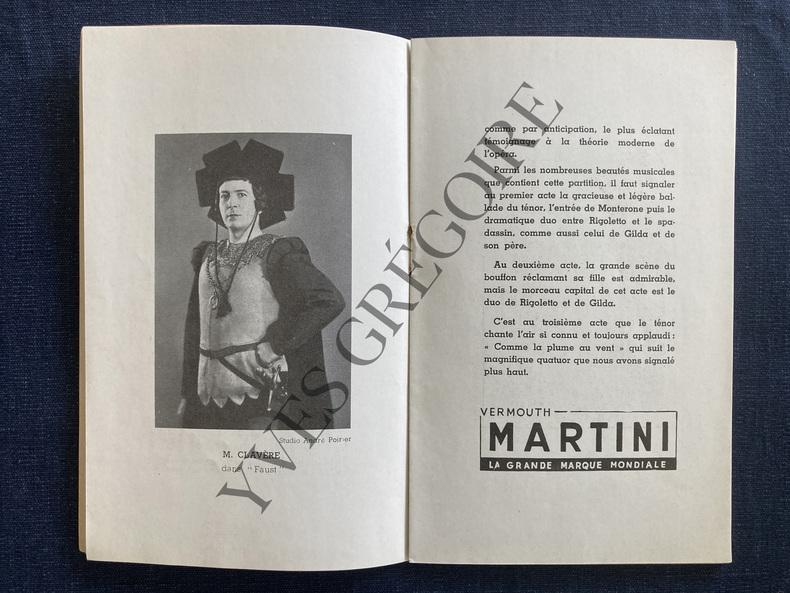 Studio André Poirier
M. CLAVÈRE
dans " Faust "
comme par anticipation, le plus éclatant
témoignage à la théorie moderne de
l'opéra.
Parmi les nombreuses beautés musicales
que contient cette partition, il faut signaler
au premier acte la gracieuse et légère bal-
lade du ténor, l'entrée de Monterone puis le
dramatique duo entre Rigoletto et le spa-
dassin, comme aussi celui de Gilda et de
son père.
Au deuxième acte, la grande scène du
bouffon réclamant sa fille est admirable,
mais le morceau capital de cet acte est le
duo de Rigoletto et de Gilda.
C'est au troisième acte que le ténor
chante l'air si connu et toujours applaudi :
« Comme la plume au vent » qui suit le
magnifique quatuor que nous avons signalé
plus haut.
VERMOUTH
MARTINI
LA GRANDE MARQUE MONDIALE
YVES GRÉGOIRE